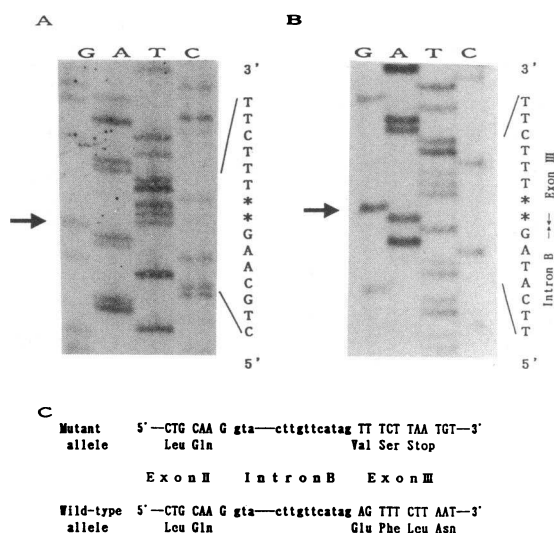 A
G A T C
3'
T
T
C
T
T
T
*
*
G
A
A
C
G
T
C
5'
B
G A T C
3'
T
T
C
T
T
T
*
*
G
A
T
A
C
T
T
5'
Intron B →← Exon III
C
Mutant allele 5'—CTG CAA G gta—cttgttcatag TT TCT TAA TGT—3'
Leu Gln Val Ser Stop
Exon II Intron B Exon III
Wild-type allele 5'—CTG CAA G gta—cttgttcatag AG TTT CTT AAT—3'
Leu Gln Glu Phe Leu Asn